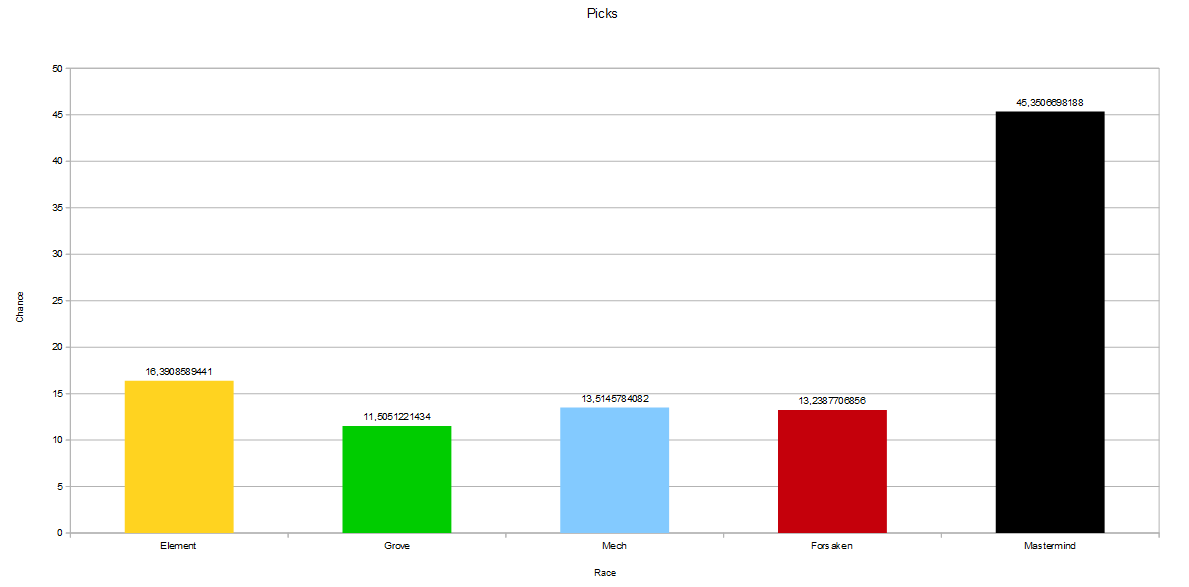 Picks
50
45
40
35
30
25
20
15
10
5
0
Chance
16,3908589441
11,5051221434
13,5145784082
13,2387706856
45,3506698188
Element
Grove
Mech
Forsaken
Mastermind
Race